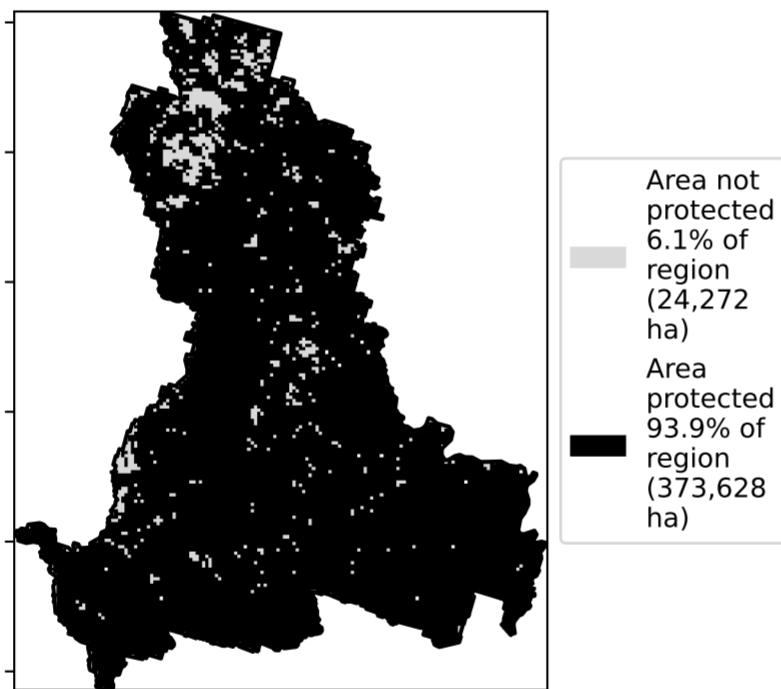 Area not
protected
6.1% of
region
(24,272
ha)
Area
protected
93.9% of
region
(373,628
ha)